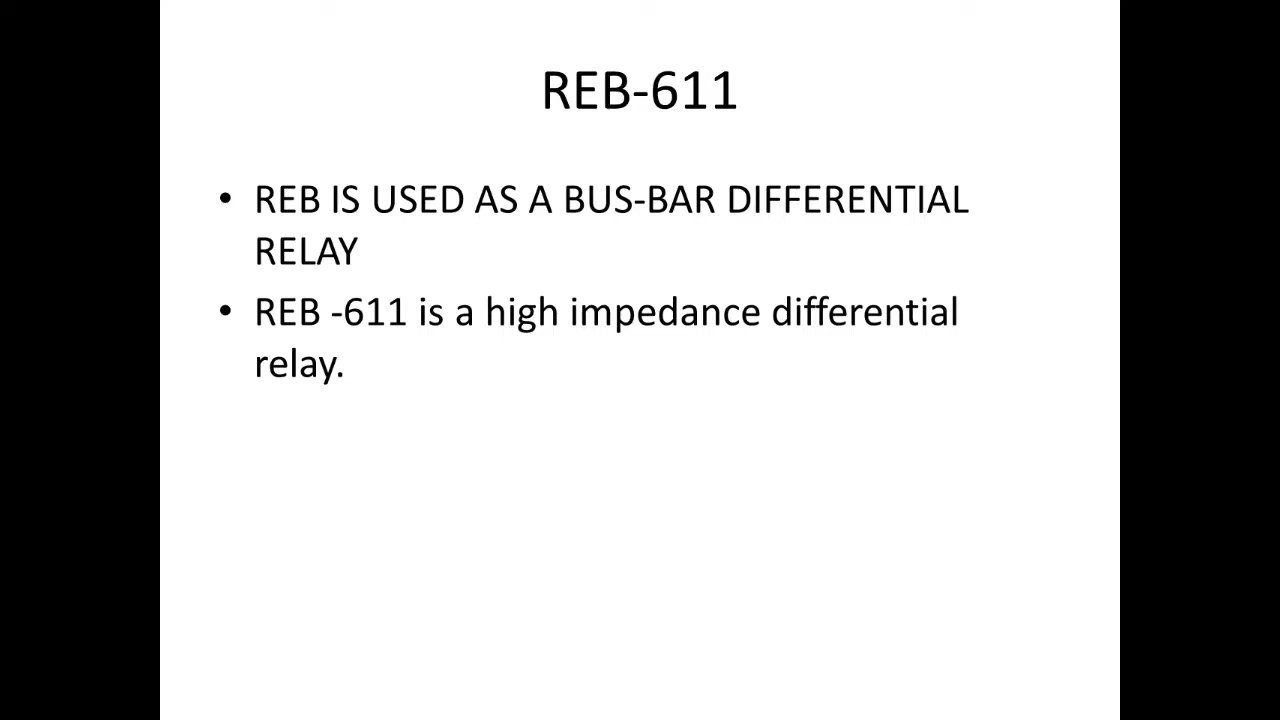 REB-611
• REB IS USED AS A BUS-BAR DIFFERENTIAL
RELAY
• REB -611 is a high impedance differential
relay.